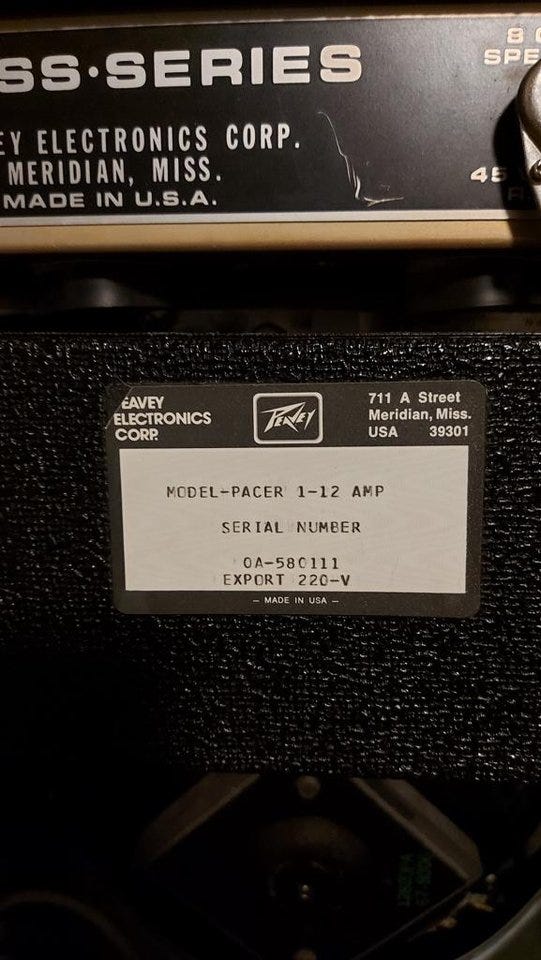 SS·SERIES
8
SPE
EY ELECTRONICS CORP.
MERIDIAN, MISS.
MADE IN U.S.A.
45
EAVEY
ELECTRONICS
CORP.
PEAVEY
711 A Street
Meridian, Miss.
USA 39301
MODEL-PACER 1-12 AMP
SERIAL NUMBER
0A-580111
EXPORT 220-V
— MADE IN USA —